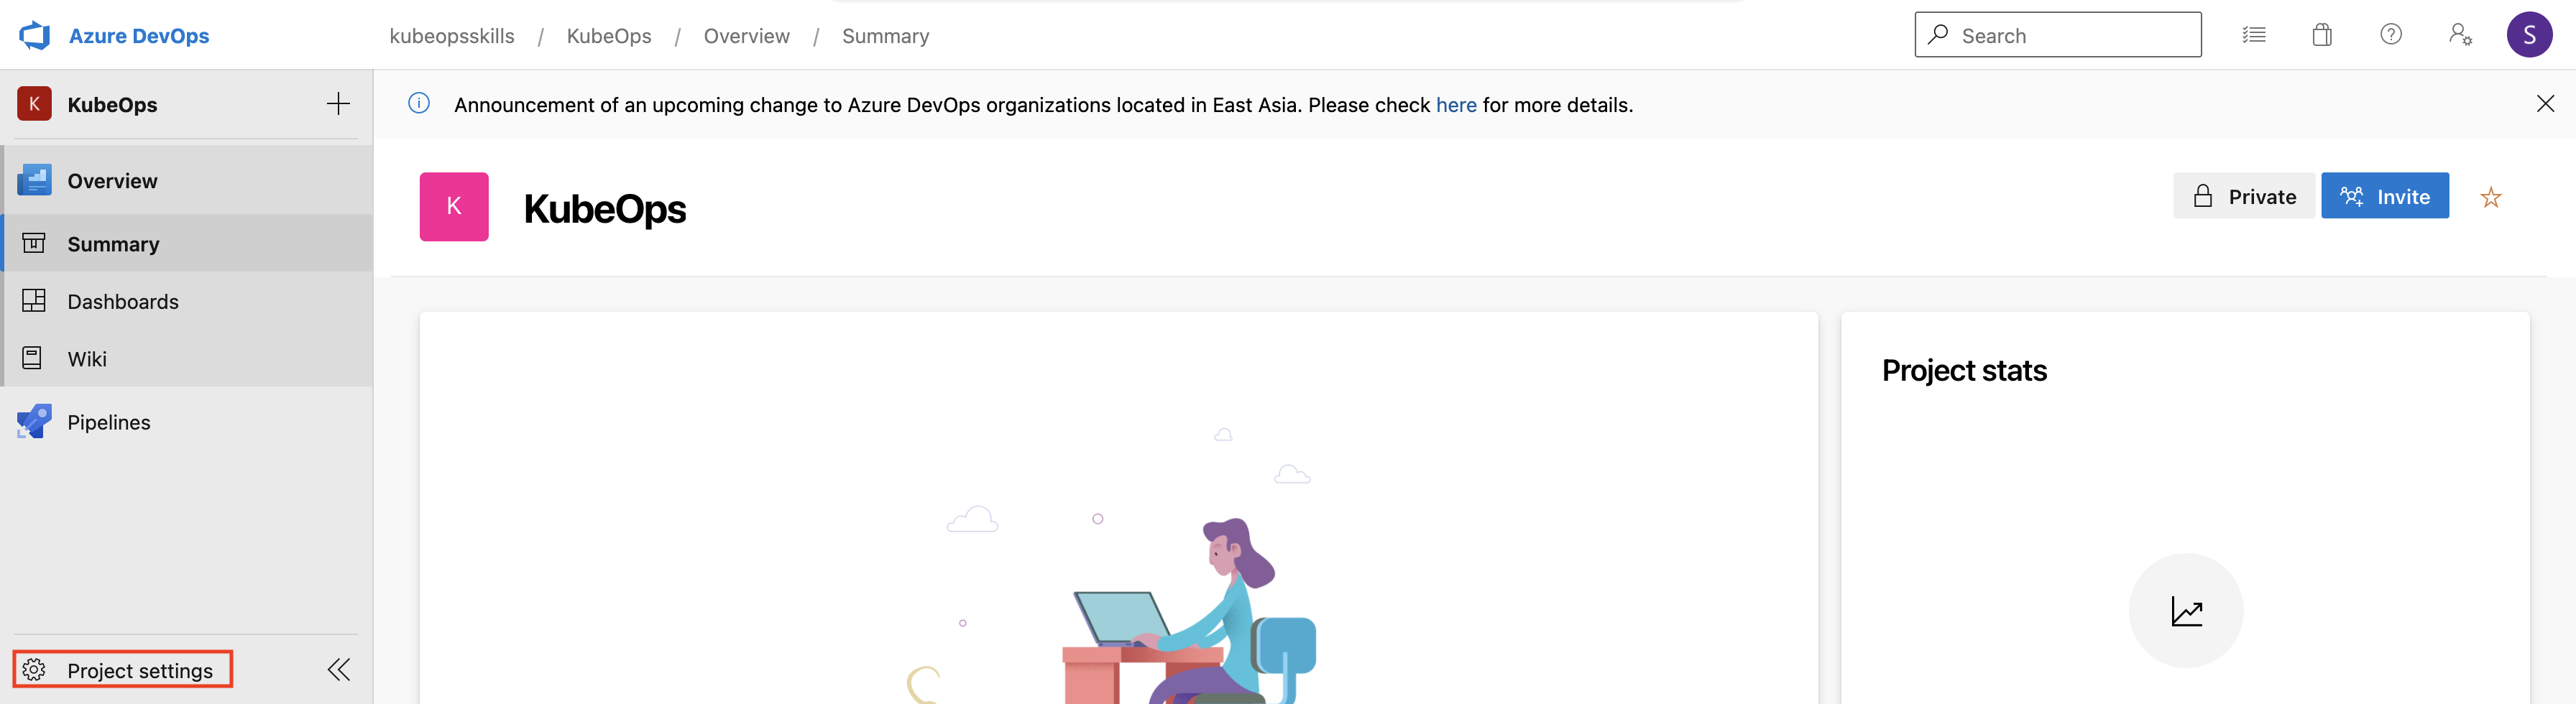 Azure DevOps
kubeopsskills / KubeOps / Overview / Summary
Search
S
K KubeOps
Announcement of an upcoming change to Azure DevOps organizations located in East Asia. Please check here for more details.
Overview
Summary
Dashboards
Wiki
Pipelines
Project settings
K KubeOps
Private
Invite
Project stats